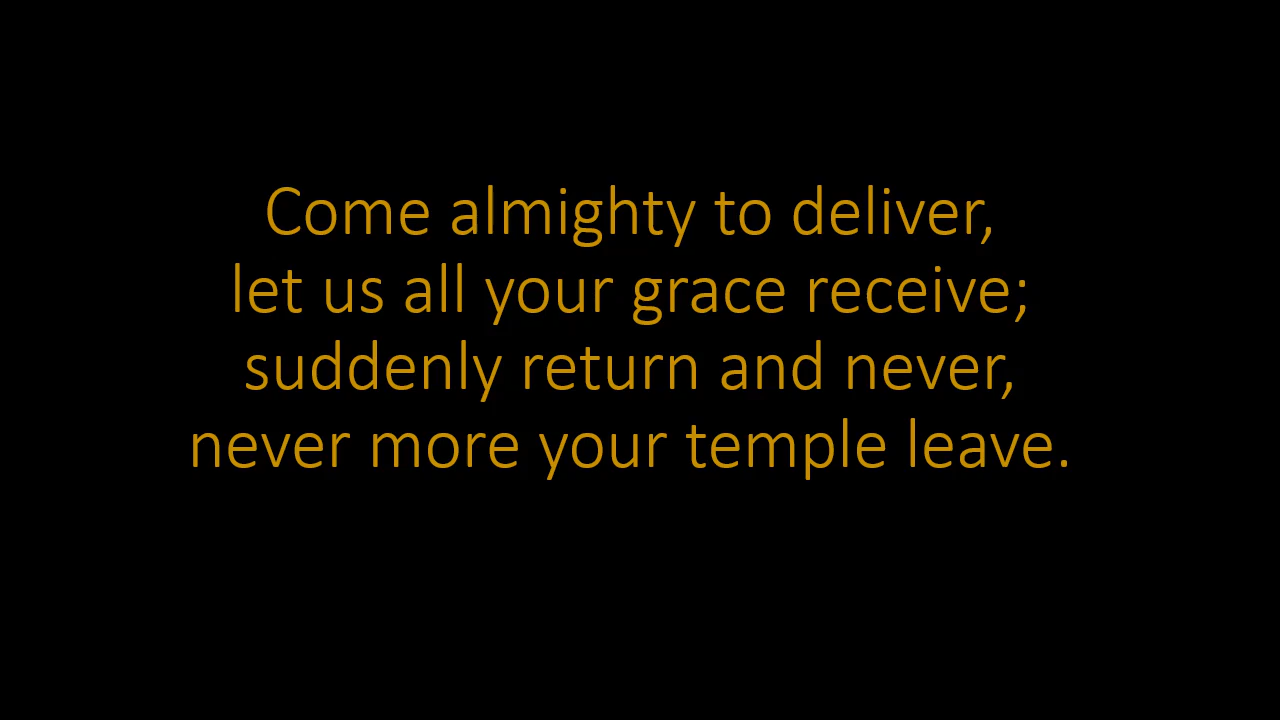 Come almighty to deliver,
let us all your grace receive;
suddenly return and never,
never more your temple leave.